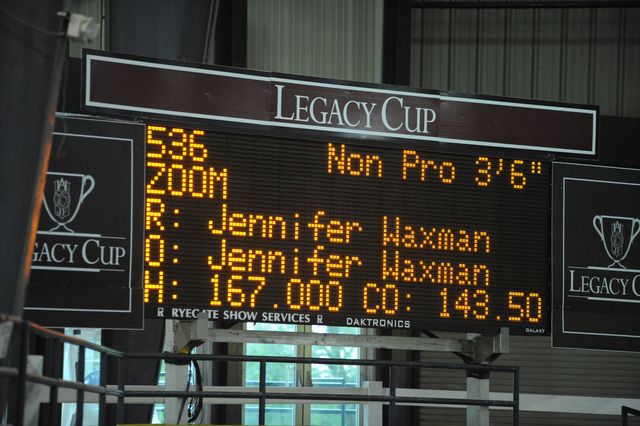 LEGACY CUP
536 Non Pro 3'6"
ZOOM
R: Jennifer Waxman
O: Jennifer Waxman
H: 167.000 CO: 143.50
R RYEGATE SHOW SERVICES R DAKTRONICS GALAXY
LEGACY CUP
LEGACY CUP